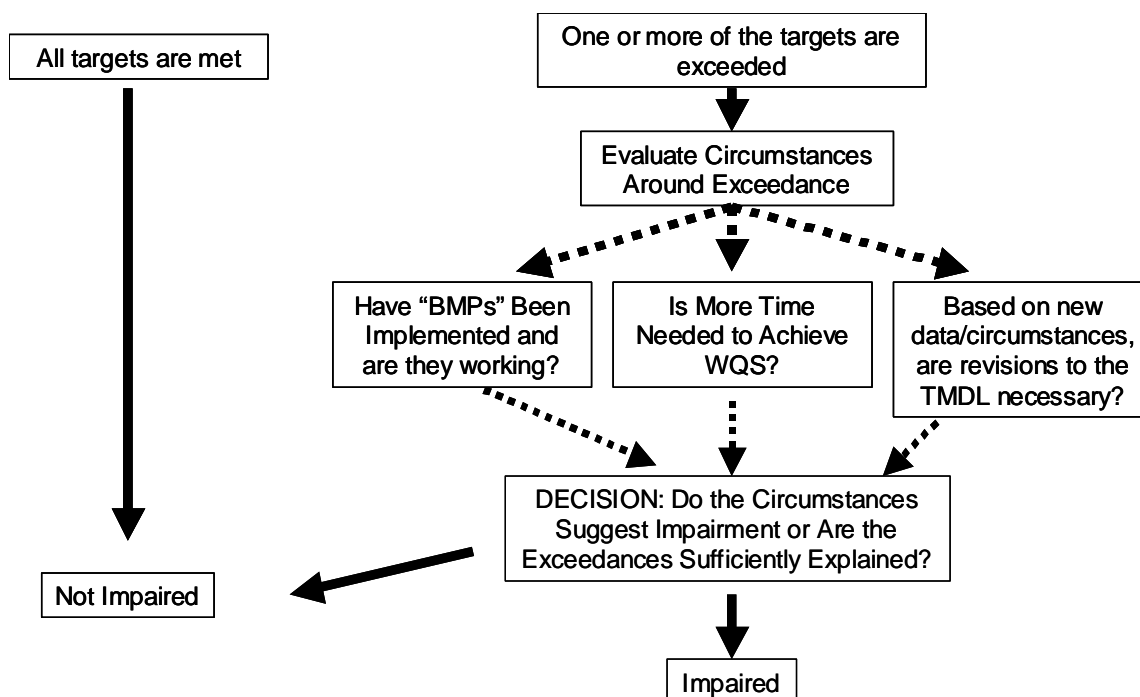 All targets are met
One or more of the targets are
exceeded
Evaluate Circumstances
Around Exceedance
Have “BMPs” Been
Implemented and
are they working?
Is More Time
Needed to Achieve
WQS?
Based on new
data/circumstances,
are revisions to the
TMDL necessary?
DECISION: Do the Circumstances
Suggest Impairment or Are the
Exceedances Sufficiently Explained?
Not Impaired
Impaired